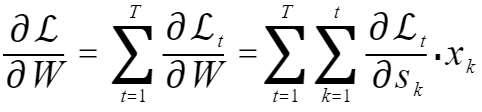 ∂ℒ/∂W = ∑_{t=1}^{T} ∂ℒ_t/∂W = ∑_{t=1}^{T} ∑_{k=1}^{t} ∂ℒ_t/∂s_k · x_k